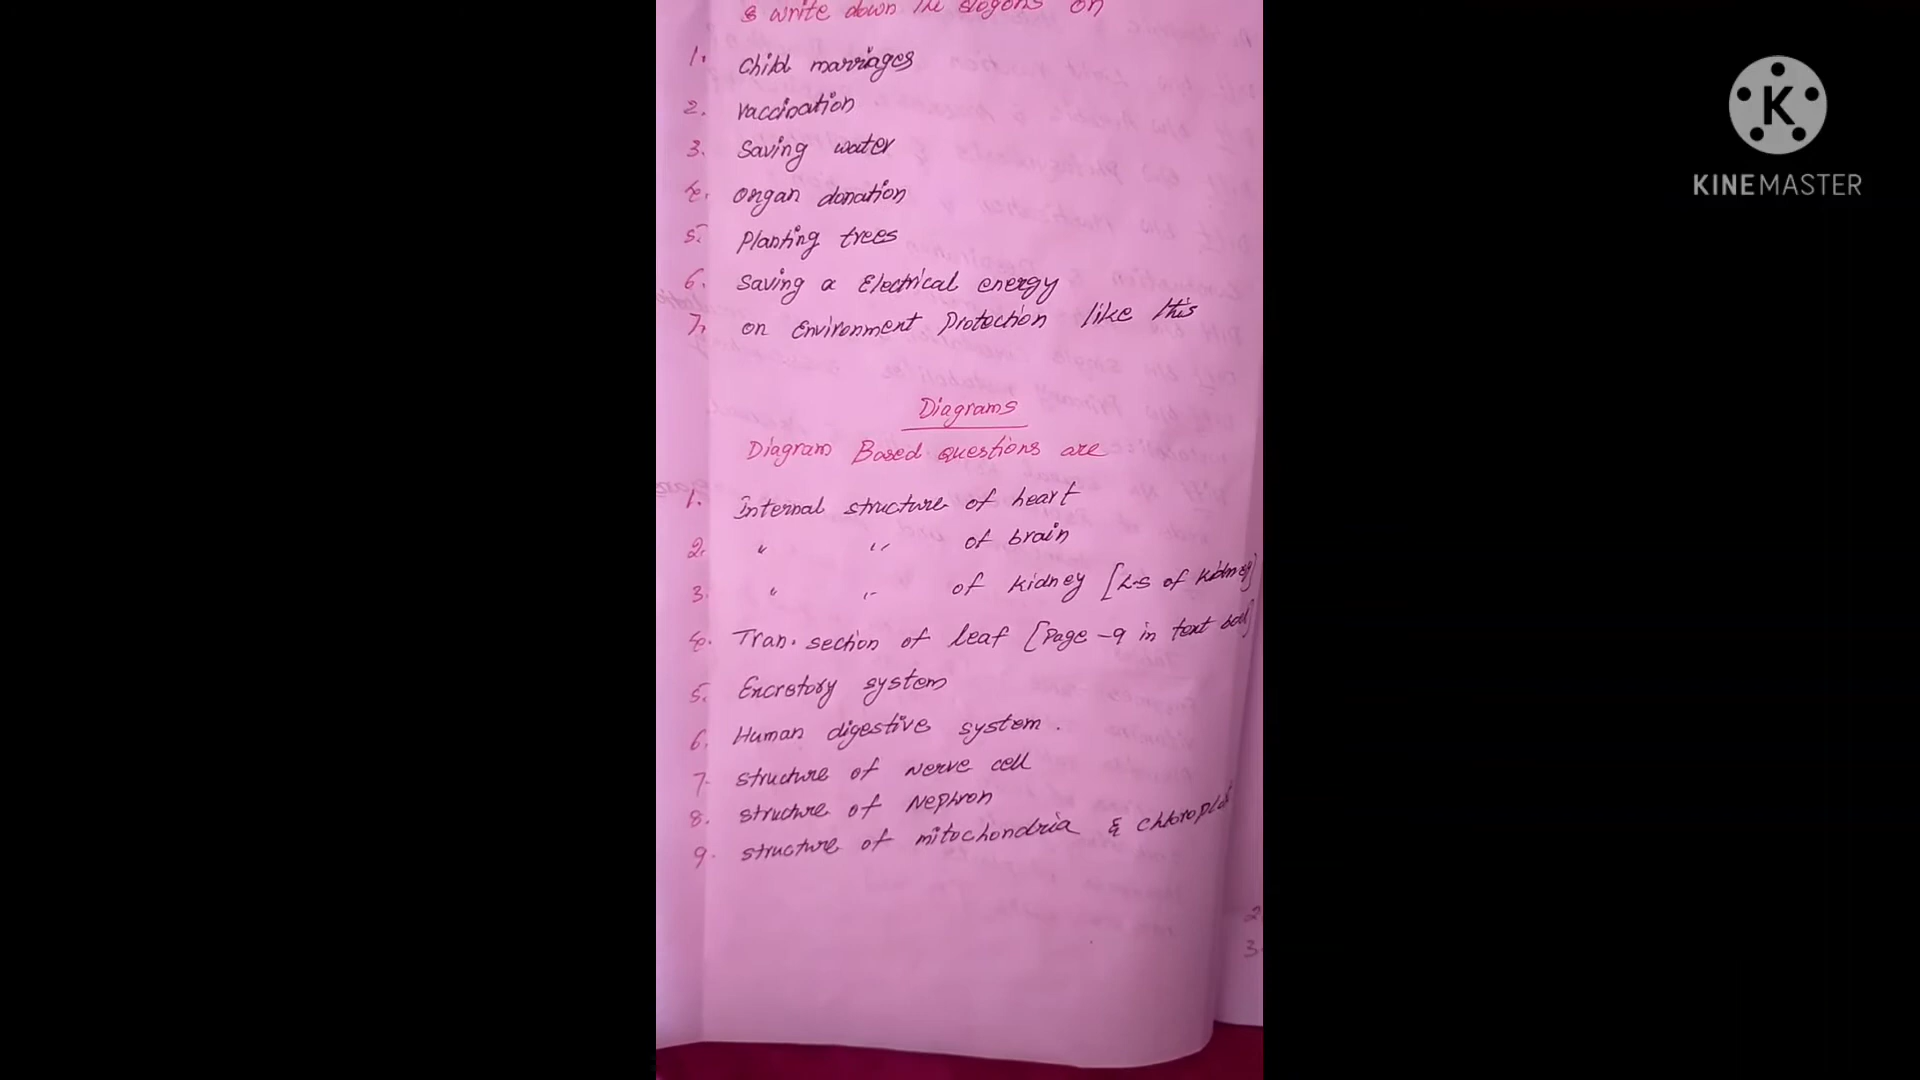 & write down the slogons on
1. Child marriages
2. vaccination
3. Saving water
4. Organ donation
5. Planting trees
6. Saving a Electrical energy
7. on Environment Protection like this
Diagrams
Diagram Based questions are
1. Internal structure of heart
2. " " of brain
3. " " of kidney [L-S of kidney]
4. Tran. section of leaf [Page -9 in text book]
5. Excretory system
6. Human digestive system.
7. structure of Nerve cell
8. structure of Nephron
9. structure of mitochondria &
2.
3.
KINEMASTER